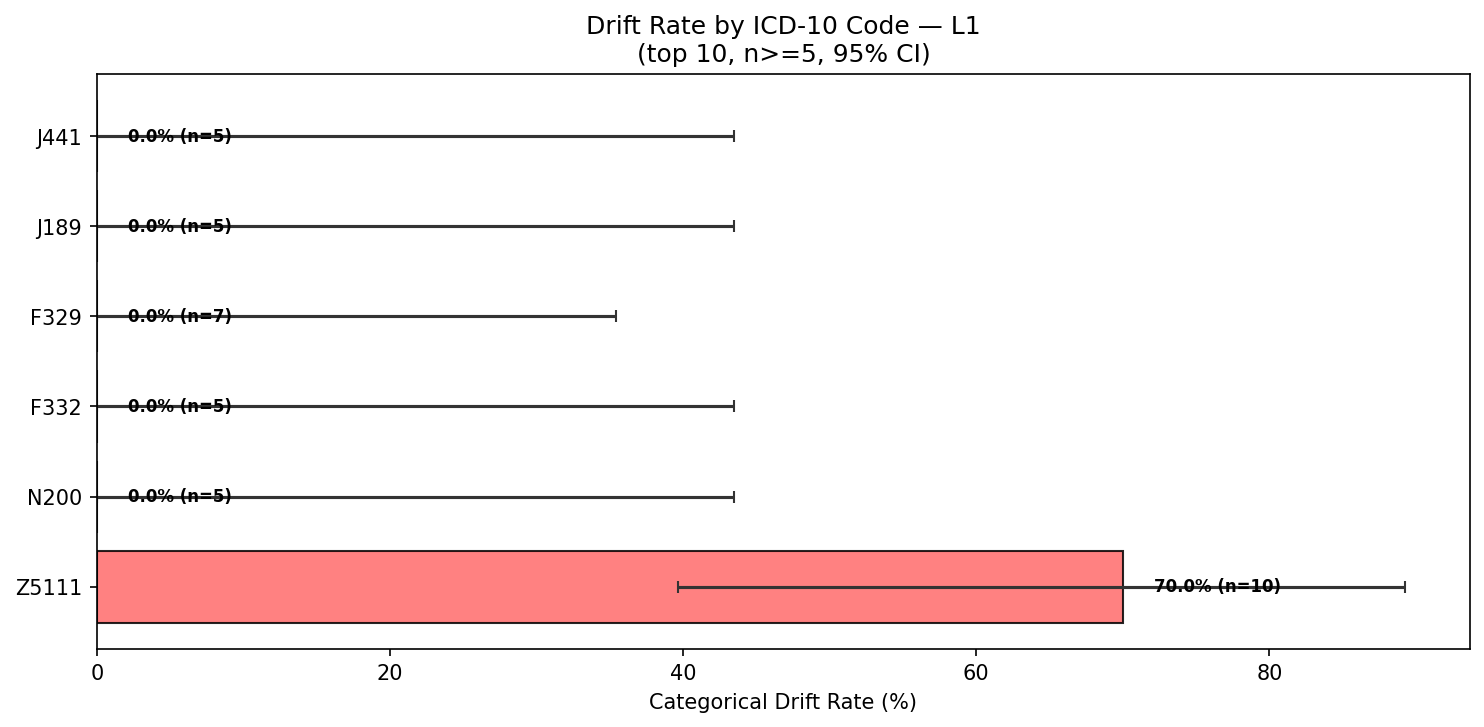 Drift Rate by ICD-10 Code — L1
(top 10, n>=5, 95% CI)
J441
0.0% (n=5)
J189
0.0% (n=5)
F329
0.0% (n=7)
F332
0.0% (n=5)
N200
0.0% (n=5)
Z5111
70.0% (n=10)
0
20
40
60
80
Categorical Drift Rate (%)